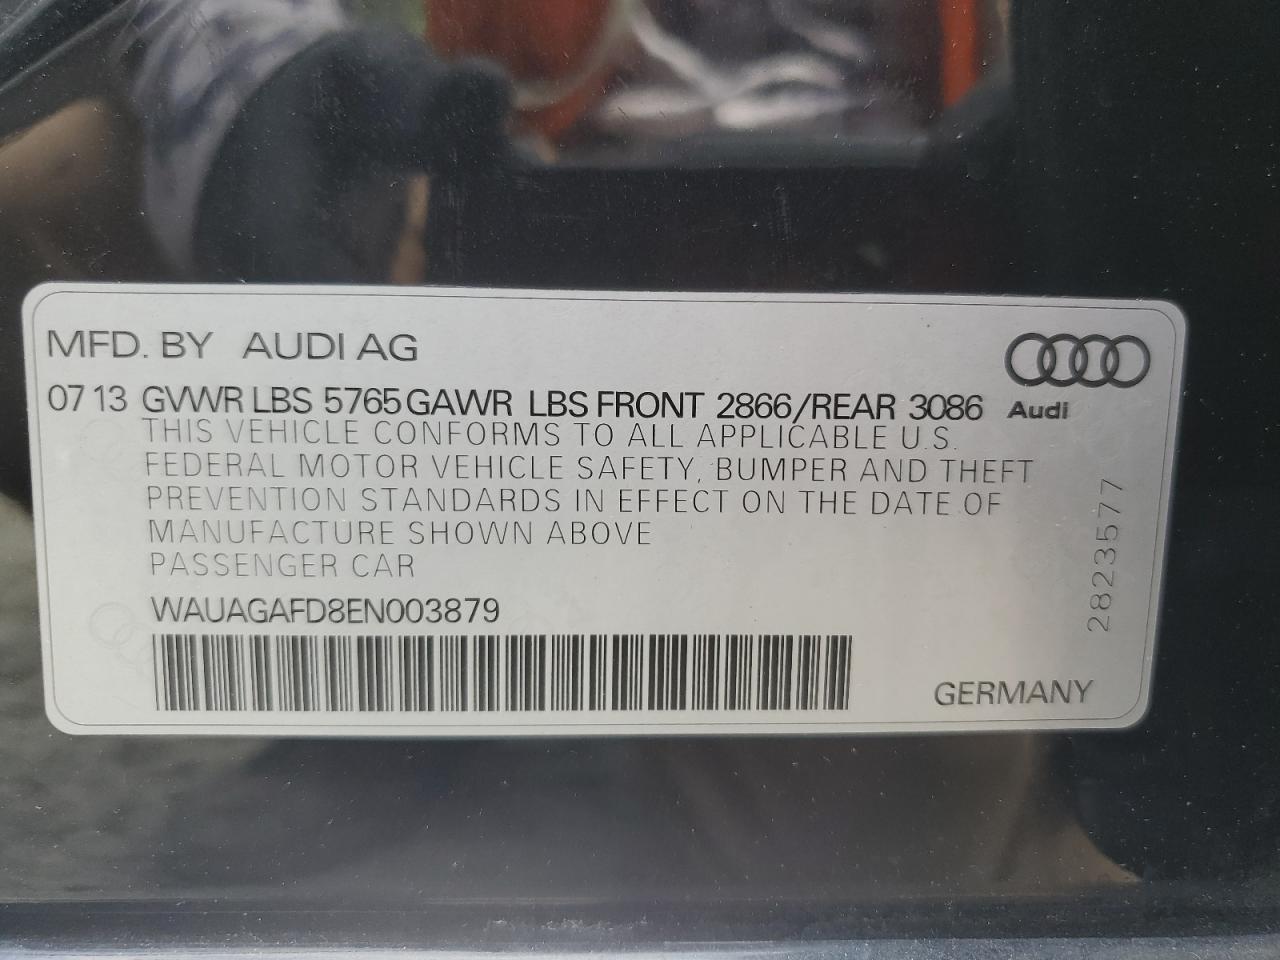 MFD. BY AUDI AG
07 13 GVWR LBS 5765 GAWR LBS FRONT 2866/REAR 3086
Audi
THIS VEHICLE CONFORMS TO ALL APPLICABLE U.S.
FEDERAL MOTOR VEHICLE SAFETY, BUMPER AND THEFT
PREVENTION STANDARDS IN EFFECT ON THE DATE OF
MANUFACTURE SHOWN ABOVE
PASSENGER CAR
WAUAGAFD8EN003879
2823577
GERMANY